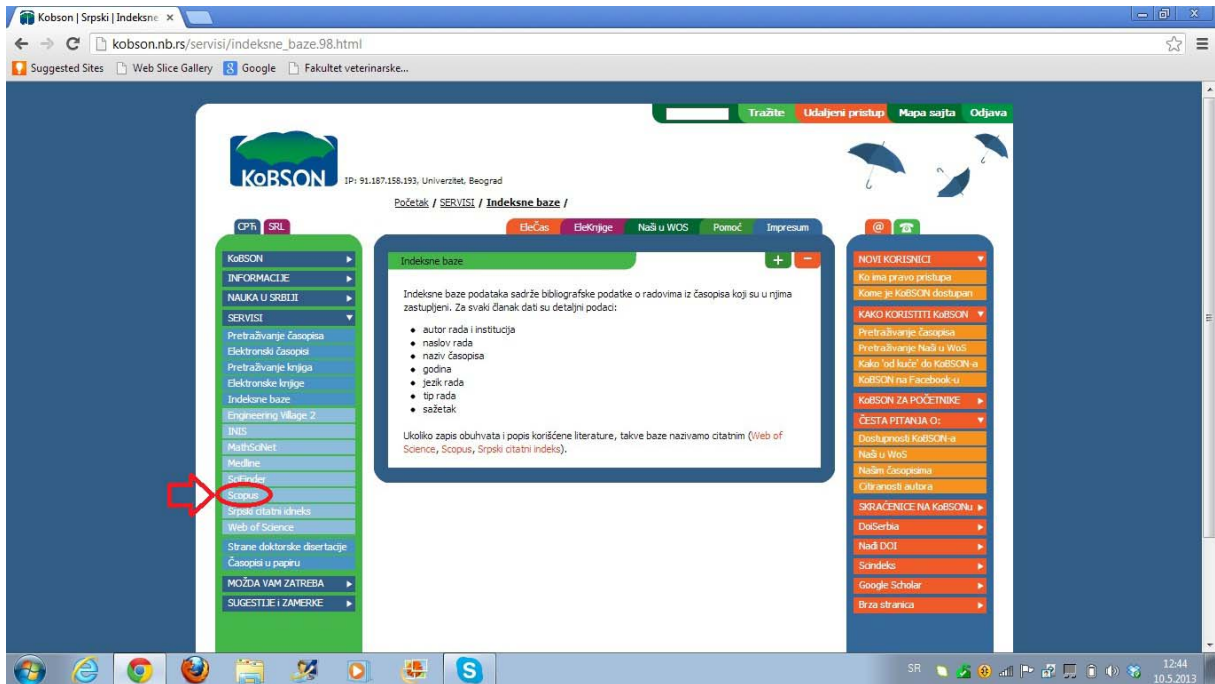 Kobson | Srpski | Indeksne
kobson.nb.rs/servisi/indeksne_baze.98.html
Suggested Sites Web Slice Gallery Google Fakultet veterinarske...
Tražite Udaljeni pristup Mapa sajta Odjava
KoBSON
IP: 91.187.158.193, Univerzitet, Beograd
Početak / SERVISI / Indeksne baze /
СРЋ SRL
EleČas EleKnjige Naši u WOS Pomoć Impresum
@
KoBSON
INFORMACIJE
NAUKA U SRBIJI
SERVISI
Pretraživanje časopisa
Elektronski časopisi
Pretraživanje knjiga
Elektronske knjige
Indeksne baze
Engineering Village 2
INIS
MathSciNet
Medline
SciFinder
Scopus
Srpski citatni idneks
Web of Science
Strane doktorske disertacije
Časopisi u papiru
MOŽDA VAM ZATREBA
SUGESTIJE i ZAMERKE
Indeksne baze
+ −
Indeksne baze podataka sadrže bibliografske podatke o radovima iz časopisa koji su u njima
zastupljeni. Za svaki članak dati su detaljni podaci:
autor rada i institucija
naslov rada
naziv časopisa
godina
jezik rada
tip rada
sažetak
Ukoliko zapis obuhvata i popis korišćene literature, takve baze nazivamo citatnim (Web of
Science, Scopus, Srpski citatni indeks).
NOVI KORISNICI
Ko ima pravo pristupa
Kome je KoBSON dostupan
KAKO KORISTITI KoBSON
Pretraživanje časopisa
Pretraživanje Naši u WoS
Kako 'od kuće' do KoBSON-a
KoBSON na Facebook-u
KoBSON ZA POČETNIKE
ČESTA PITANJA O:
Dostupnosti KoBSON-a
Naši u WoS
Našim časopisima
Citiranosti autora
SKRAĆENICE NA KoBSONu
DoiSerbia
Nađi DOI
Scindeks
Google Scholar
Brza stranica
SR
12:44
10.5.2013